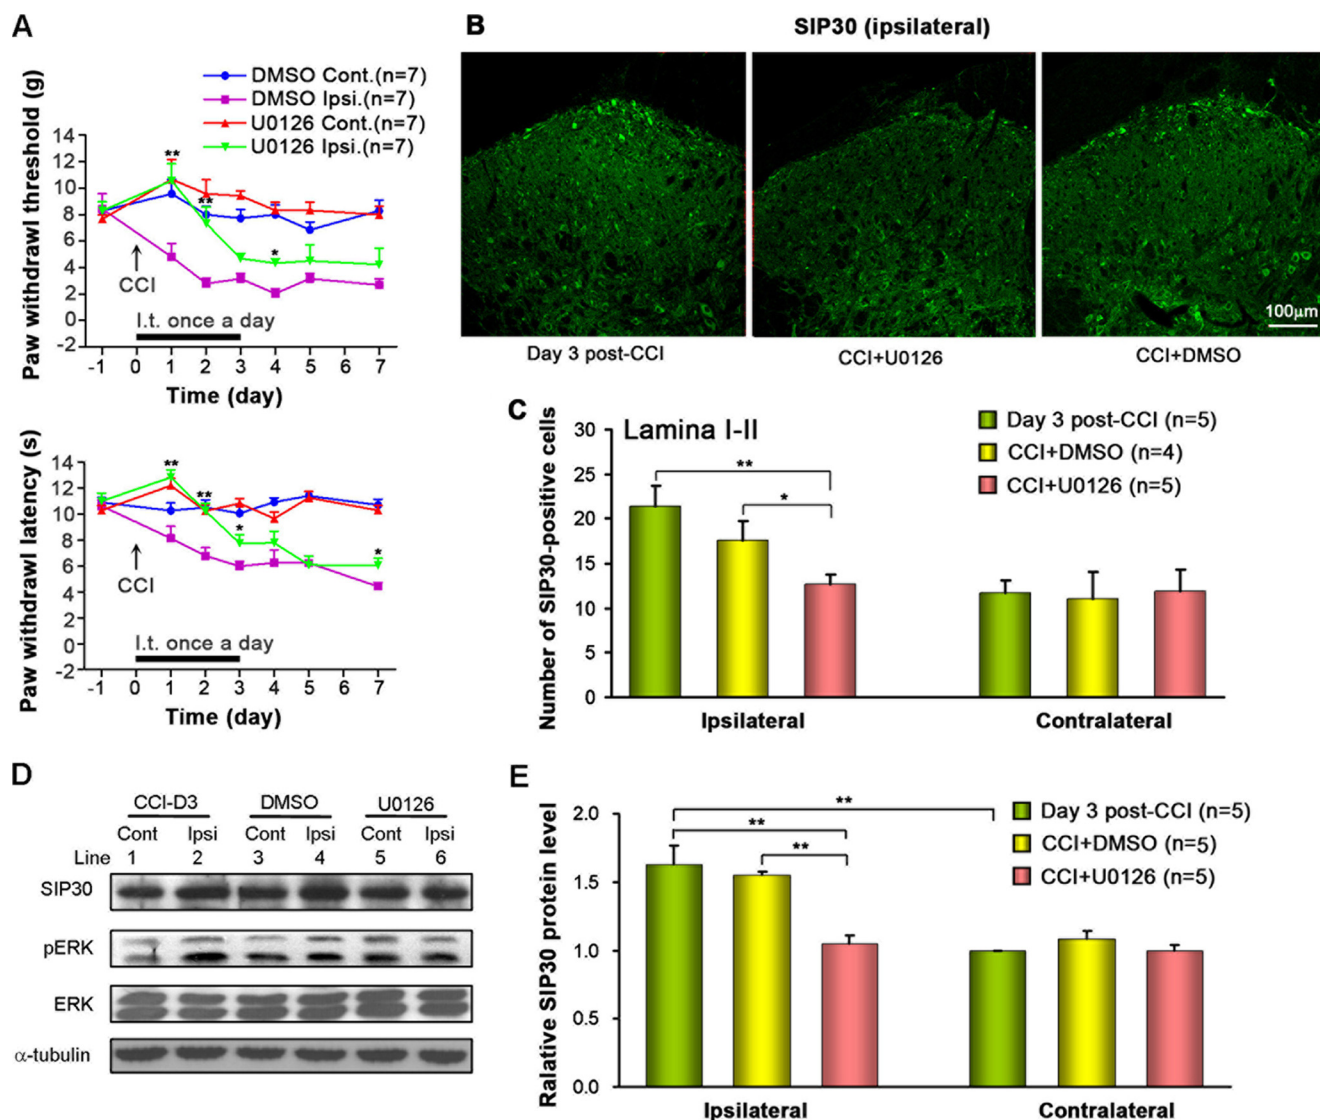 A
DMSO Cont.(n=7)
DMSO Ipsi.(n=7)
U0126 Cont.(n=7)
U0126 Ipsi.(n=7)
Paw withdrawl threshold (g)
14
12
10
8
6
4
2
0
-2
**
**
*
CCI
I.t. once a day
-1 0 1 2 3 4 5 6 7
Time (day)
Paw withdrawl latency (s)
14
12
10
8
6
4
2
0
-2
**
**
*
*
CCI
I.t. once a day
-1 0 1 2 3 4 5 6 7
Time (day)
B
SIP30 (ipsilateral)
100μm
Day 3 post-CCI
CCI+U0126
CCI+DMSO
C
Lamina I-II
Day 3 post-CCI (n=5)
CCI+DMSO (n=4)
CCI+U0126 (n=5)
Number of SIP30-positive cells
30
25
20
15
10
5
0
**
*
Ipsilateral
Contralateral
D
CCI-D3 DMSO U0126
Cont Ipsi Cont Ipsi Cont Ipsi
Line 1 2 3 4 5 6
SIP30
pERK
ERK
α-tubulin
E
Day 3 post-CCI (n=5)
CCI+DMSO (n=5)
CCI+U0126 (n=5)
Ralative SIP30 protein level
2.0
1.5
1.0
0.5
0.0
**
**
**
Ipsilateral
Contralateral